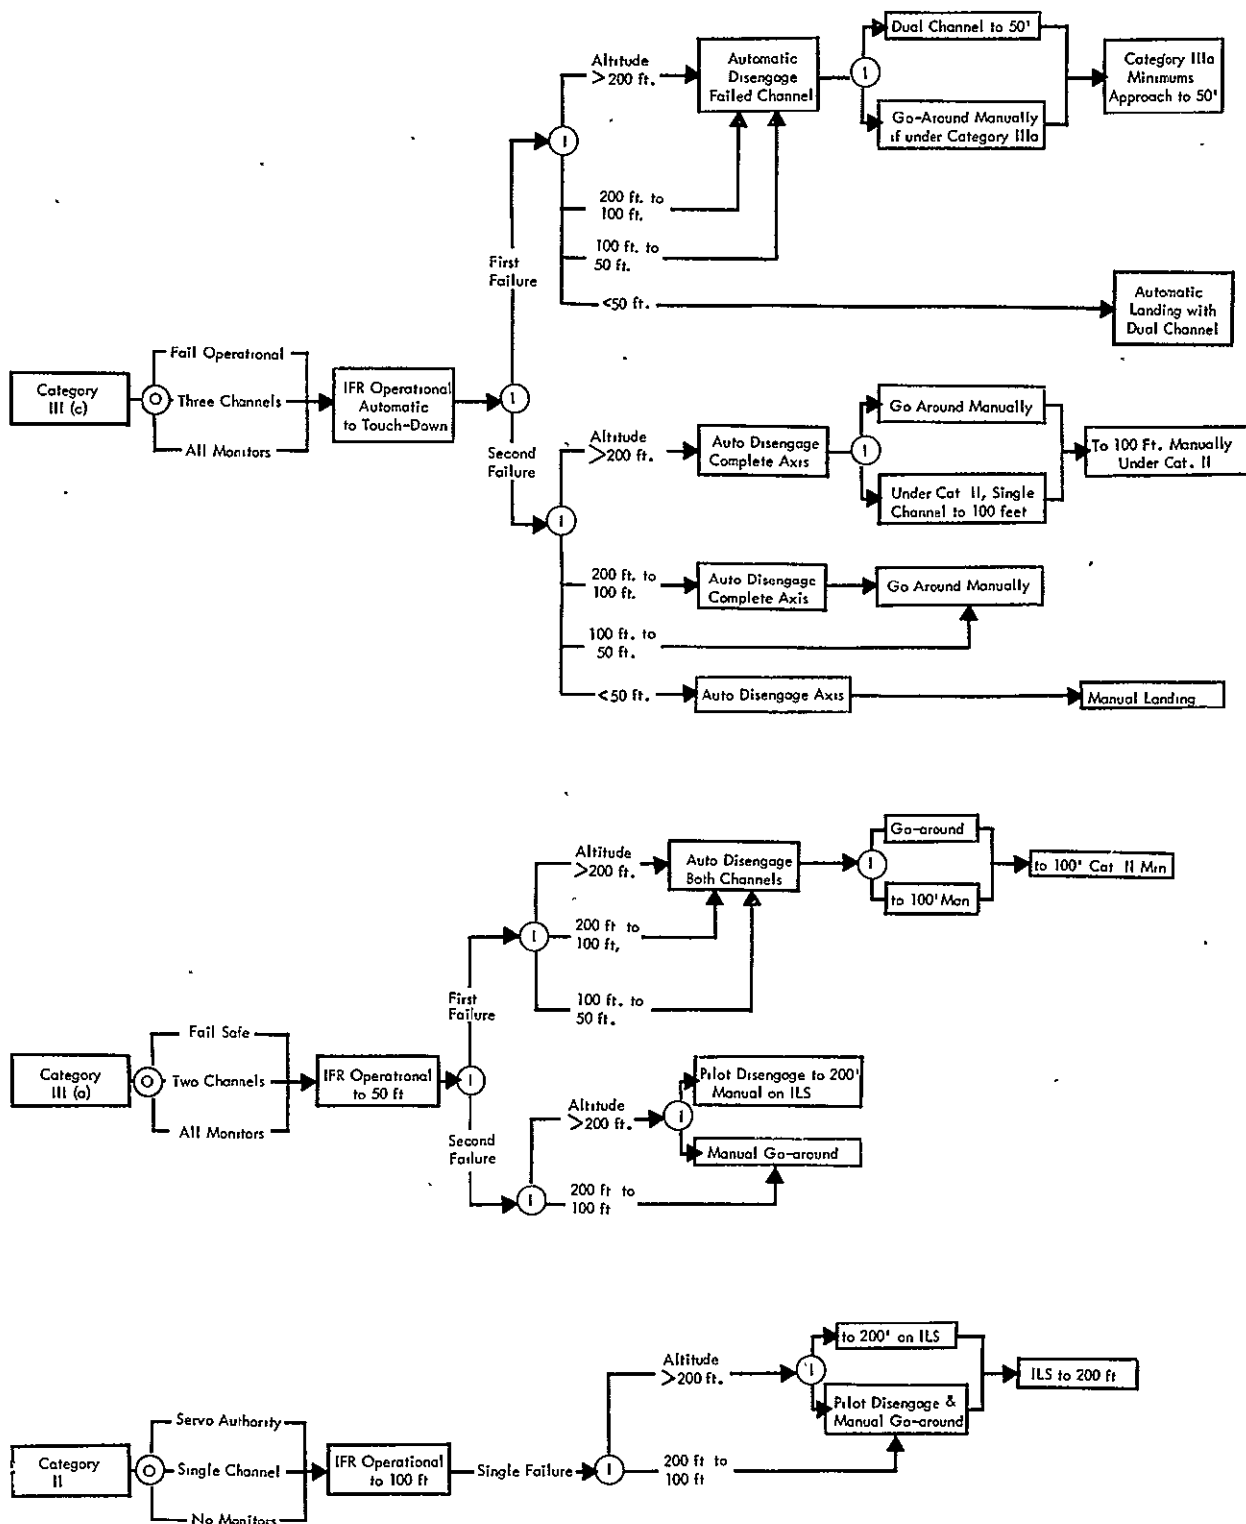 Altitude
>200 ft.
Automatic
Disengage
Failed Channel
I
Dual Channel to 50'
Go-Around Manually
if under Category IIIa
Category IIIa
Minimums
Approach to 50'
I
200 ft. to
100 ft.
100 ft. to
50 ft.
First
Failure
<50 ft.
Automatic
Landing with
Dual Channel
Category
III (c)
O
Fail Operational
Three Channels
All Monitors
IFR Operational
Automatic
to Touch-Down
I
Second
Failure
Altitude
>200 ft.
Auto Disengage
Complete Axis
I
Go Around Manually
Under Cat II, Single
Channel to 100 feet
To 100 Ft. Manually
Under Cat. II
I
200 ft. to
100 ft.
Auto Disengage
Complete Axis
Go Around Manually
100 ft. to
50 ft.
<50 ft.
Auto Disengage Axis
Manual Landing
Altitude
>200 ft.
Auto Disengage
Both Channels
I
Go-around
to 100' Man
to 100' Cat II Min
I
200 ft to
100 ft,
100 ft. to
50 ft.
First
Failure
Category
III (a)
O
Fail Safe
Two Channels
All Monitors
IFR Operational
to 50 ft
I
Second
Failure
Altitude
>200 ft.
I
Pilot Disengage to 200'
Manual on ILS
Manual Go-around
I
200 ft to
100 ft
Category
II
O
Servo Authority
Single Channel
No Monitors
IFR Operational
to 100 ft
Single Failure
I
Altitude
>200 ft.
I
to 200' on ILS
Pilot Disengage &
Manual Go-around
ILS to 200 ft
200 ft to
100 ft